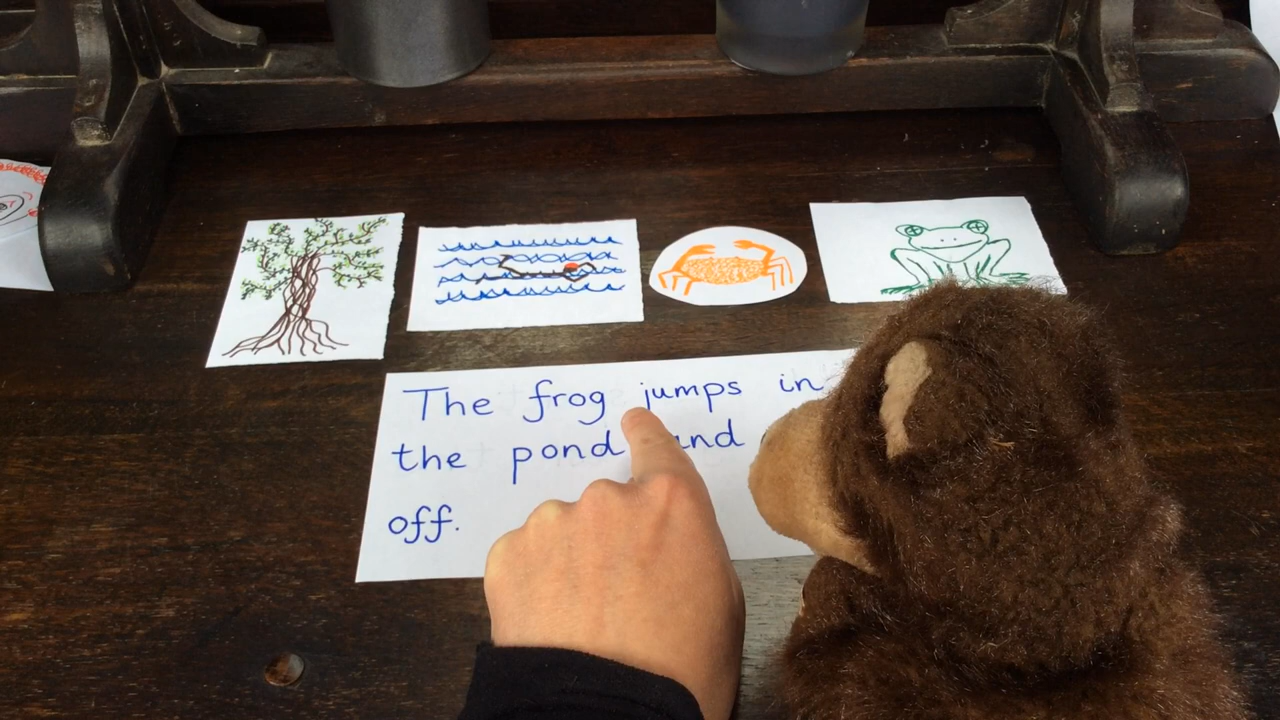 The frog jumps in
the pond and
off.